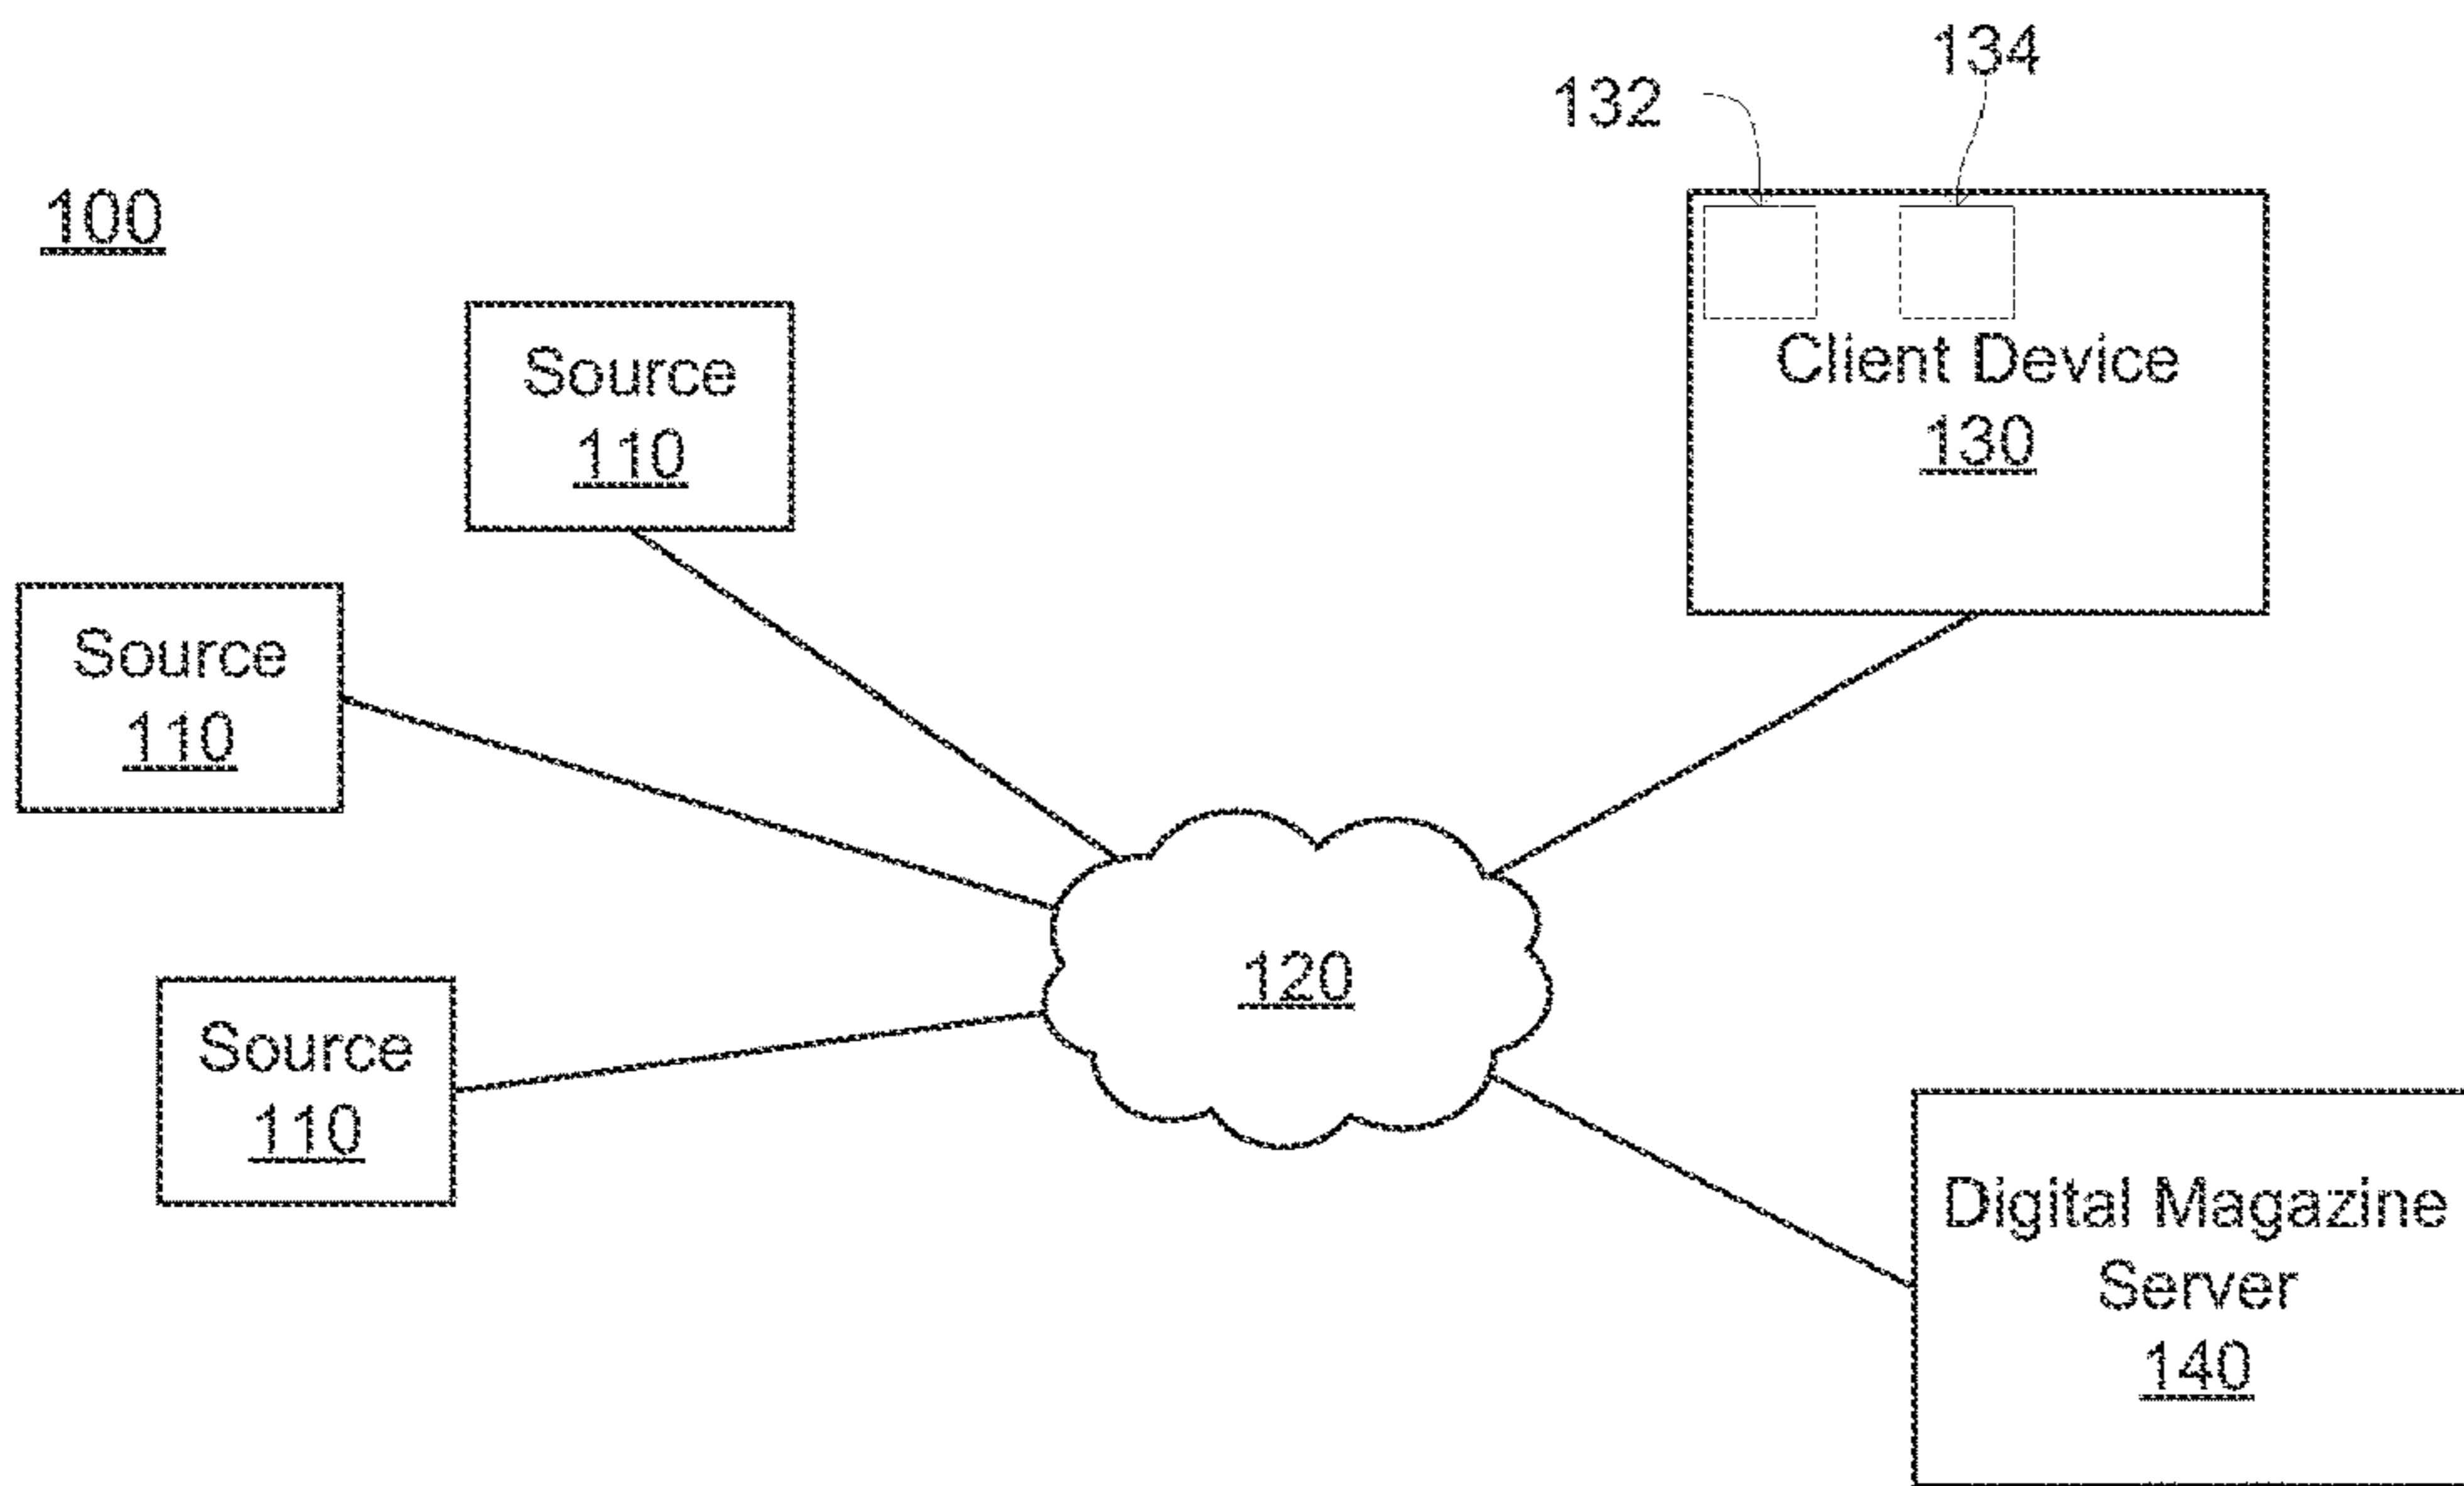 134
132
100
Source
110
Client Device
130
Source
110
120
Source
110
Digital Magazine
Server
140